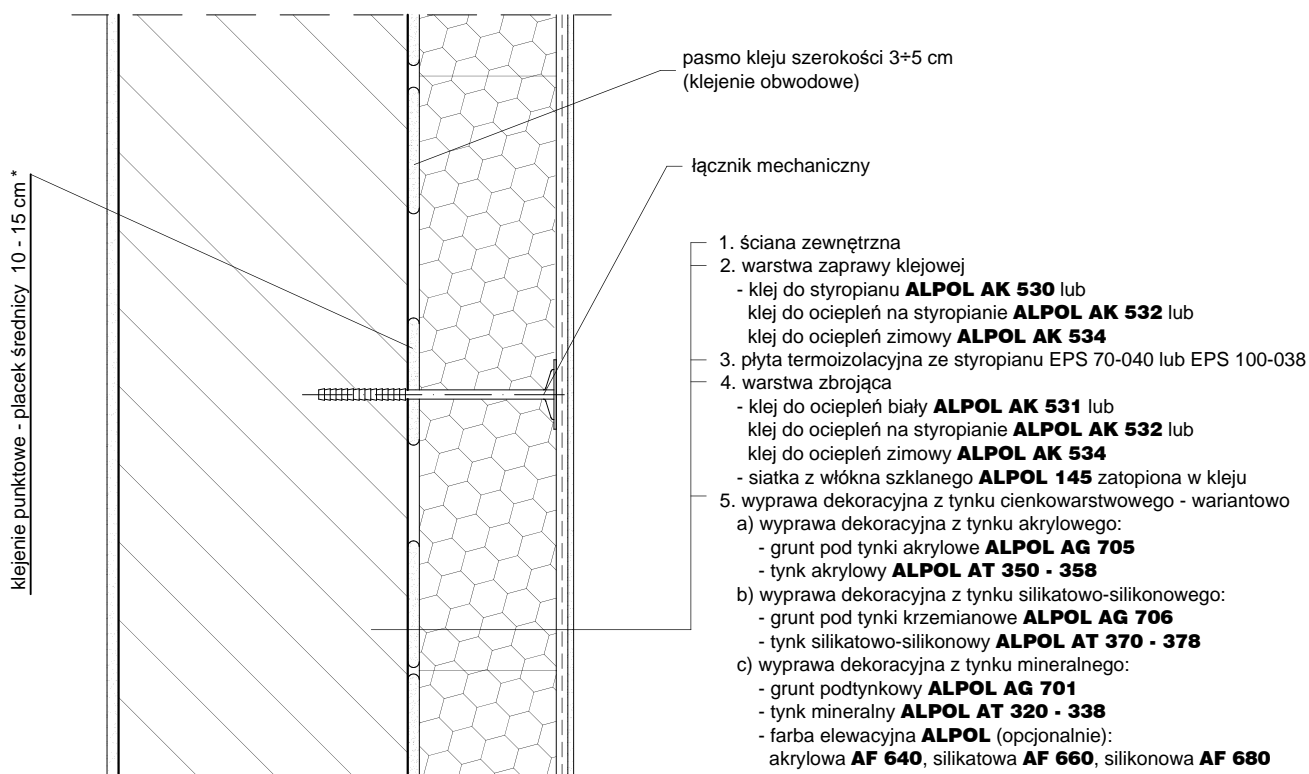 pasmo kleju szerokości 3÷5 cm
(klejenie obwodowe)
łącznik mechaniczny
klejenie punktowe - placek średnicy 10 - 15 cm *
1. ściana zewnętrzna
2. warstwa zaprawy klejowej
- klej do styropianu ALPOL AK 530 lub
klej do ociepleń na styropianie ALPOL AK 532 lub
klej do ociepleń zimowy ALPOL AK 534
3. płyta termoizolacyjna ze styropianu EPS 70-040 lub EPS 100-038
4. warstwa zbrojąca
- klej do ociepleń biały ALPOL AK 531 lub
klej do ociepleń na styropianie ALPOL AK 532 lub
klej do ociepleń zimowy ALPOL AK 534
- siatka z włókna szklanego ALPOL 145 zatopiona w kleju
5. wyprawa dekoracyjna z tynku cienkowarstwowego - wariantowo
a) wyprawa dekoracyjna z tynku akrylowego:
- grunt pod tynki akrylowe ALPOL AG 705
- tynk akrylowy ALPOL AT 350 - 358
b) wyprawa dekoracyjna z tynku silikatowo-silikonowego:
- grunt pod tynki krzemianowe ALPOL AG 706
- tynk silikatowo-silikonowy ALPOL AT 370 - 378
c) wyprawa dekoracyjna z tynku mineralnego:
- grunt podtynkowy ALPOL AG 701
- tynk mineralny ALPOL AT 320 - 338
- farba elewacyjna ALPOL (opcjonalnie):
akrylowa AF 640, silikatowa AF 660, silikonowa AF 680